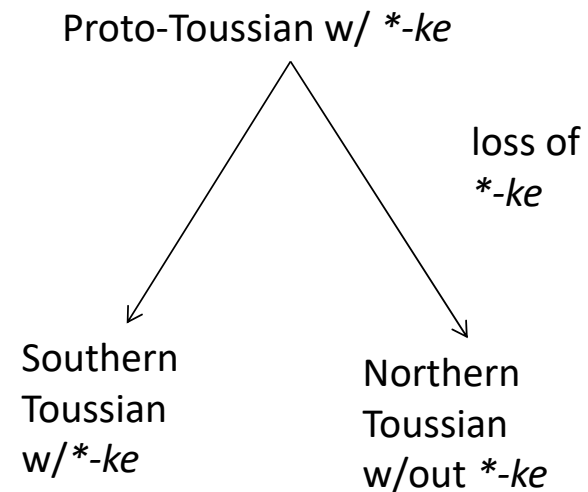 Proto-Toussian w/ *-ke
loss of
*-ke
Southern
Toussian
w/*-ke
Northern
Toussian
w/out *-ke